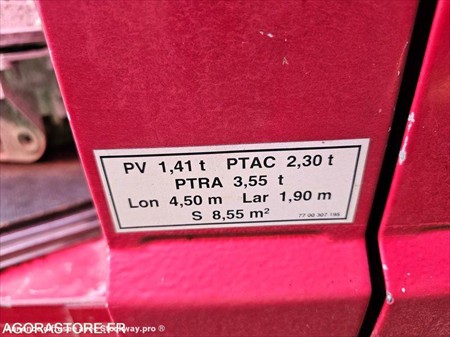 PV 1,41 t PTAC 2,30 t
PTRA 3,55 t
Lon 4,50 m Lar 1,90 m
S 8,55 m²
77 00 307 165
AGORASTORE.FR